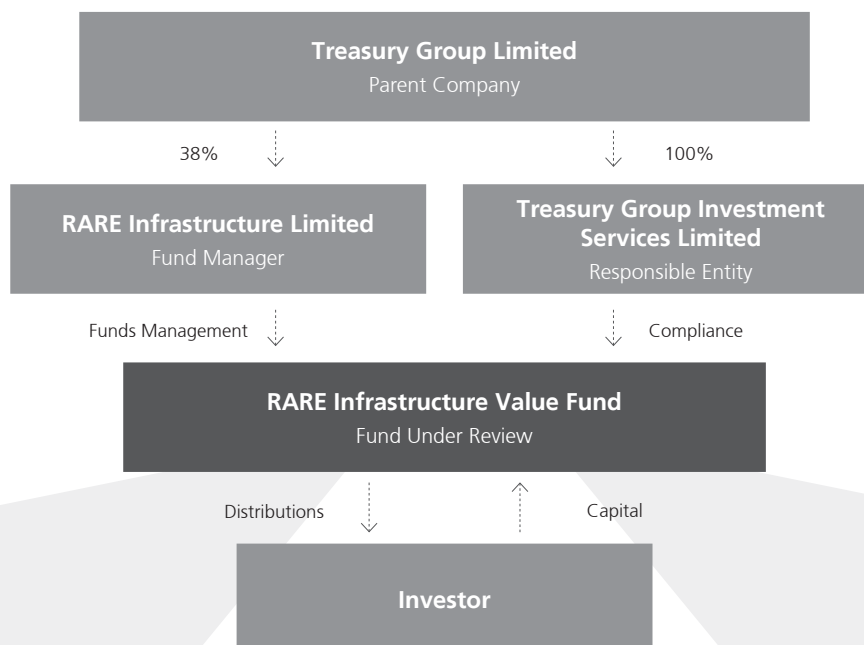 Treasury Group Limited
Parent Company
38%
100%
RARE Infrastructure Limited
Fund Manager
Treasury Group Investment
Services Limited
Responsible Entity
Funds Management
Compliance
RARE Infrastructure Value Fund
Fund Under Review
Distributions
Capital
Investor